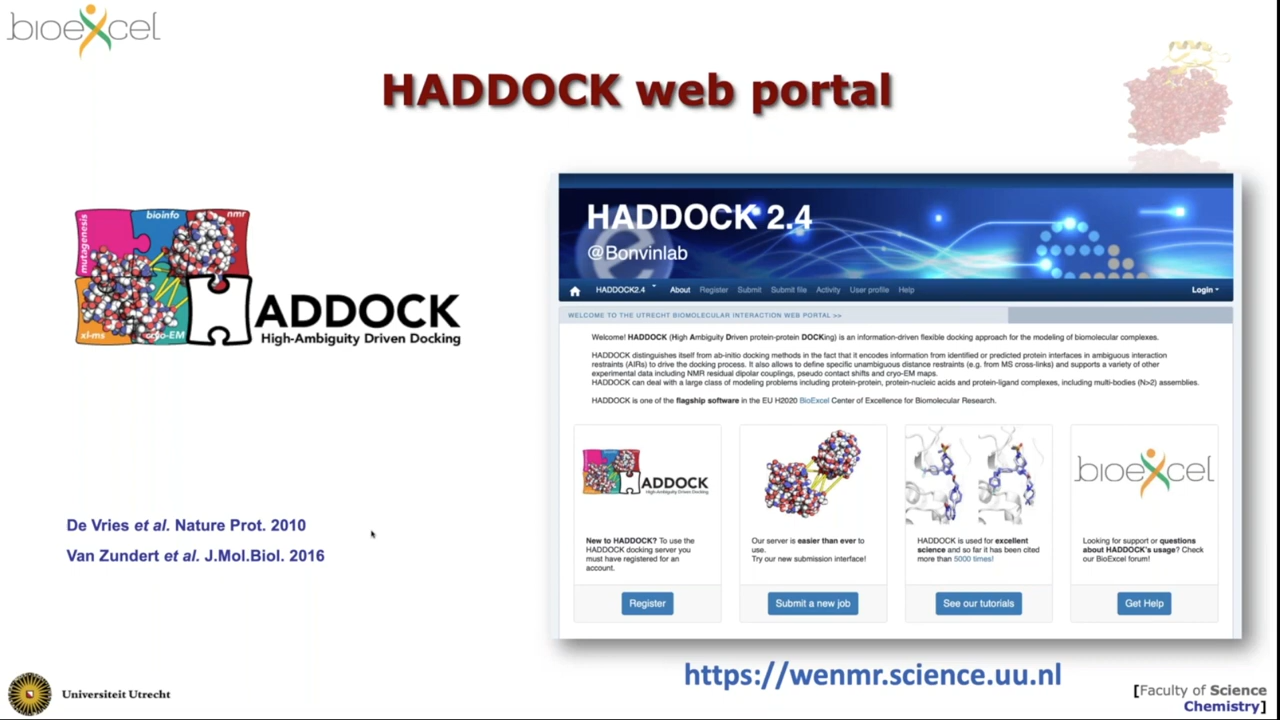 bioexcel
HADDOCK web portal
mutagenesis
bioinfo
nmr
xl-ms
cryo-EM
ADDOCK
High-Ambiguity Driven Docking
De Vries et al. Nature Prot. 2010
Van Zundert et al. J.Mol.Biol. 2016
HADDOCK 2.4
@Bonvinlab
HADDOCK2.4 About Register Submit Submit file Activity User profile Help Login
WELCOME TO THE UTRECHT BIOMOLECULAR INTERACTION WEB PORTAL >>
Welcome! HADDOCK (High Ambiguity Driven protein-protein DOCKing) is an information-driven flexible docking approach for the modeling of biomolecular complexes.
HADDOCK distinguishes itself from ab-initio docking methods in the fact that it encodes information from identified or predicted protein interfaces in ambiguous interaction
restraints (AIRs) to drive the docking process. It also allows to define specific unambiguous distance restraints (e.g. from MS cross-links) and supports a variety of other
experimental data including NMR residual dipolar couplings, pseudo contact shifts and cryo-EM maps.
HADDOCK can deal with a large class of modeling problems including protein-protein, protein-nucleic acids and protein-ligand complexes, including multi-bodies (N>2) assemblies.
HADDOCK is one of the flagship software in the EU H2020 BioExcel Center of Excellence for Biomolecular Research.
ADDOCK
High-Ambiguity Driven Docking
bioexcel
New to HADDOCK? To use the
HADDOCK docking server you
must have registered for an
account.
Register
Our server is easier than ever to
use.
Try our new submission interface!
Submit a new job
HADDOCK is used for excellent
science and so far it has been cited
more than 5000 times!
See our tutorials
Looking for support or questions
about HADDOCK's usage? Check
our BioExcel forum!
Get Help
https://wenmr.science.uu.nl
Universiteit Utrecht
[Faculty of Science
Chemistry]